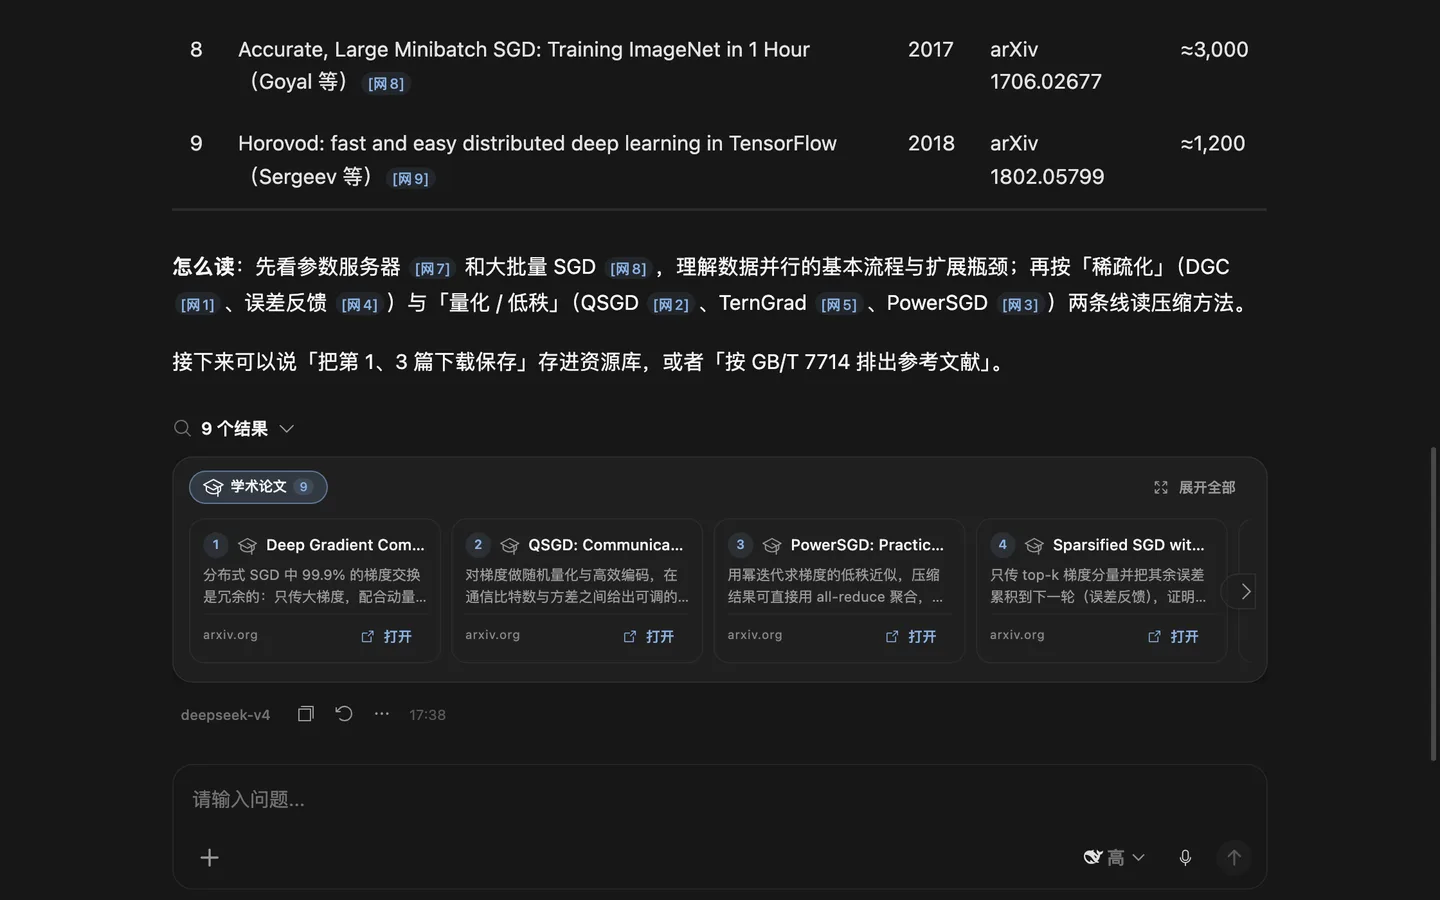 8 Accurate, Large Minibatch SGD: Training ImageNet in 1 Hour 2017 arXiv ≈3,000
（Goyal 等） [网8] 1706.02677
9 Horovod: fast and easy distributed deep learning in TensorFlow 2018 arXiv ≈1,200
（Sergeev 等） [网9] 1802.05799
怎么读：先看参数服务器 [网7] 和大批量 SGD [网8] ，理解数据并行的基本流程与扩展瓶颈；再按「稀疏化」（DGC
[网1] 、误差反馈 [网4] ）与「量化 / 低秩」（QSGD [网2] 、TernGrad [网5] 、PowerSGD [网3] ）两条线读压缩方法。
接下来可以说「把第 1、3 篇下载保存」存进资源库，或者「按 GB/T 7714 排出参考文献」。
9 个结果
学术论文 9 展开全部
1 Deep Gradient Com...
分布式 SGD 中 99.9% 的梯度交换
是冗余的：只传大梯度，配合动量...
arxiv.org 打开
2 QSGD: Communica...
对梯度做随机量化与高效编码，在
通信比特数与方差之间给出可调的...
arxiv.org 打开
3 PowerSGD: Practic...
用幂迭代求梯度的低秩近似，压缩
结果可直接用 all-reduce 聚合，...
arxiv.org 打开
4 Sparsified SGD wit...
只传 top-k 梯度分量并把其余误差
累积到下一轮（误差反馈），证明...
arxiv.org 打开
deepseek-v4 17:38
请输入问题...
高